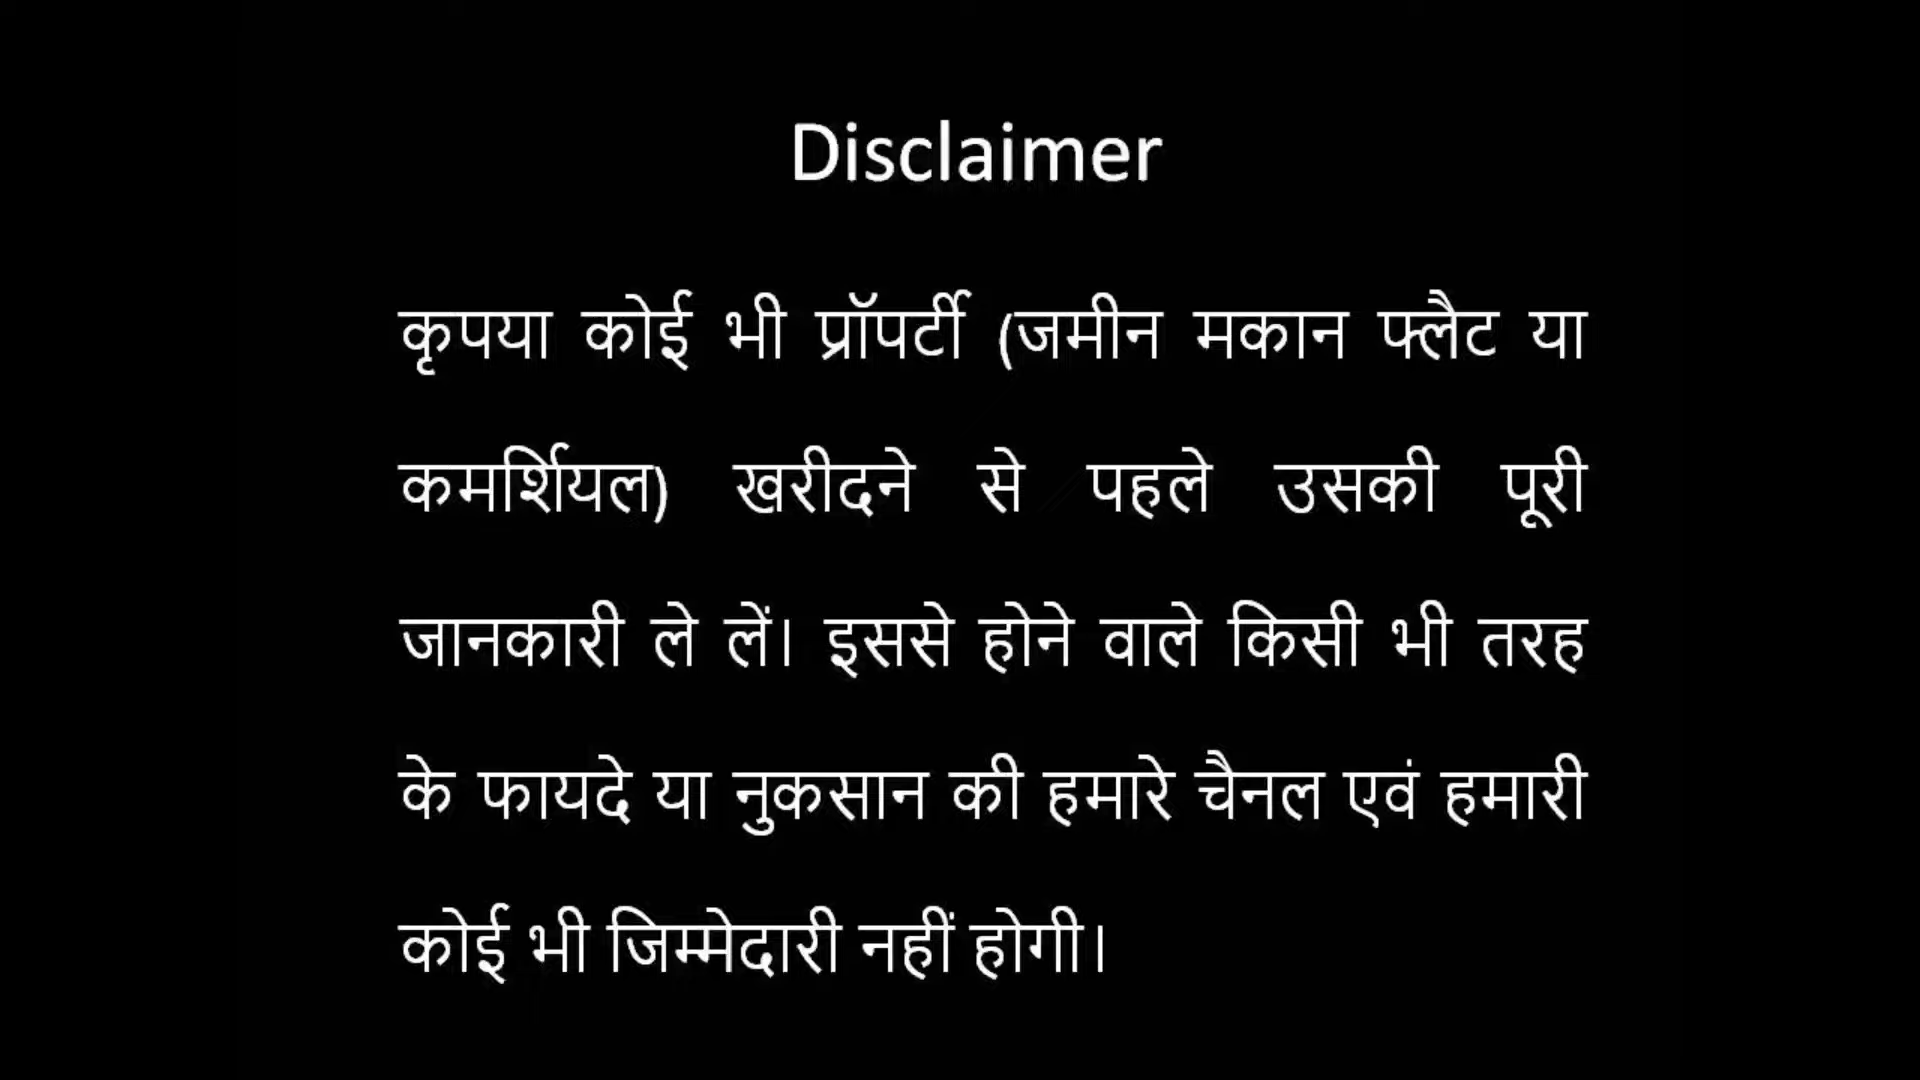 Disclaimer
कृपया कोई भी प्रॉपर्टी (जमीन मकान फ्लैट या
कमर्शियल) खरीदने से पहले उसकी पूरी
जानकारी ले लें। इससे होने वाले किसी भी तरह
के फायदे या नुकसान की हमारे चैनल एवं हमारी
कोई भी जिम्मेदारी नहीं होगी।